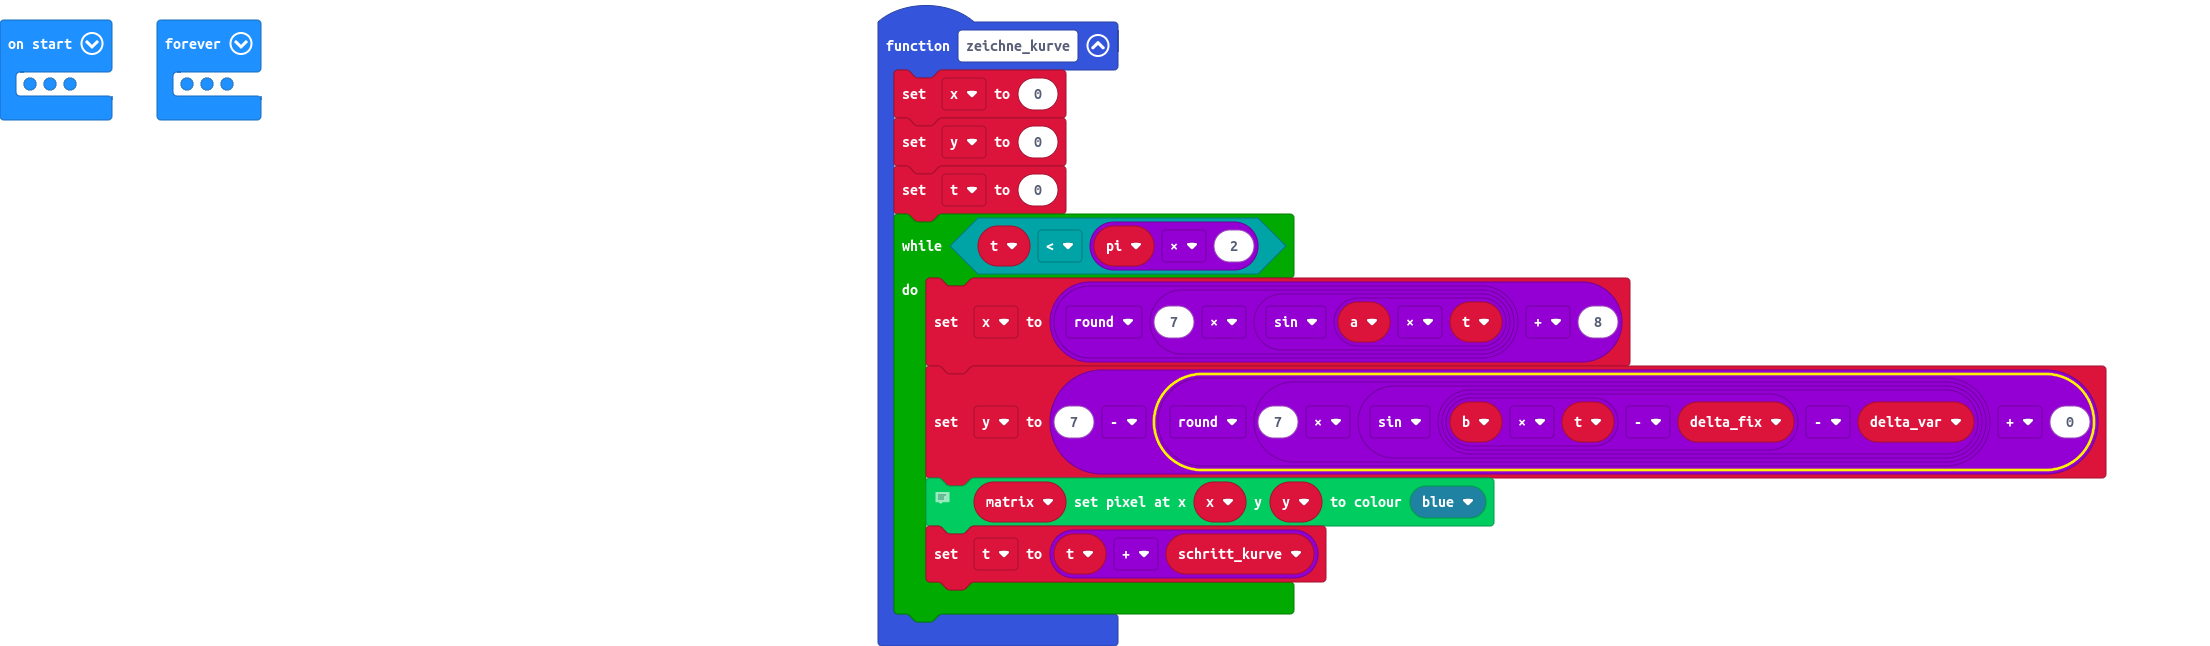 on start
forever
function zeichne_kurve
set x to 0
set y to 0
set t to 0
while t < pi × 2
do
set x to round 7 × sin a × t + 8
set y to 7 - round 7 × sin b × t - delta_fix - delta_var + 0
matrix set pixel at x x y y to colour blue
set t to t + schritt_kurve